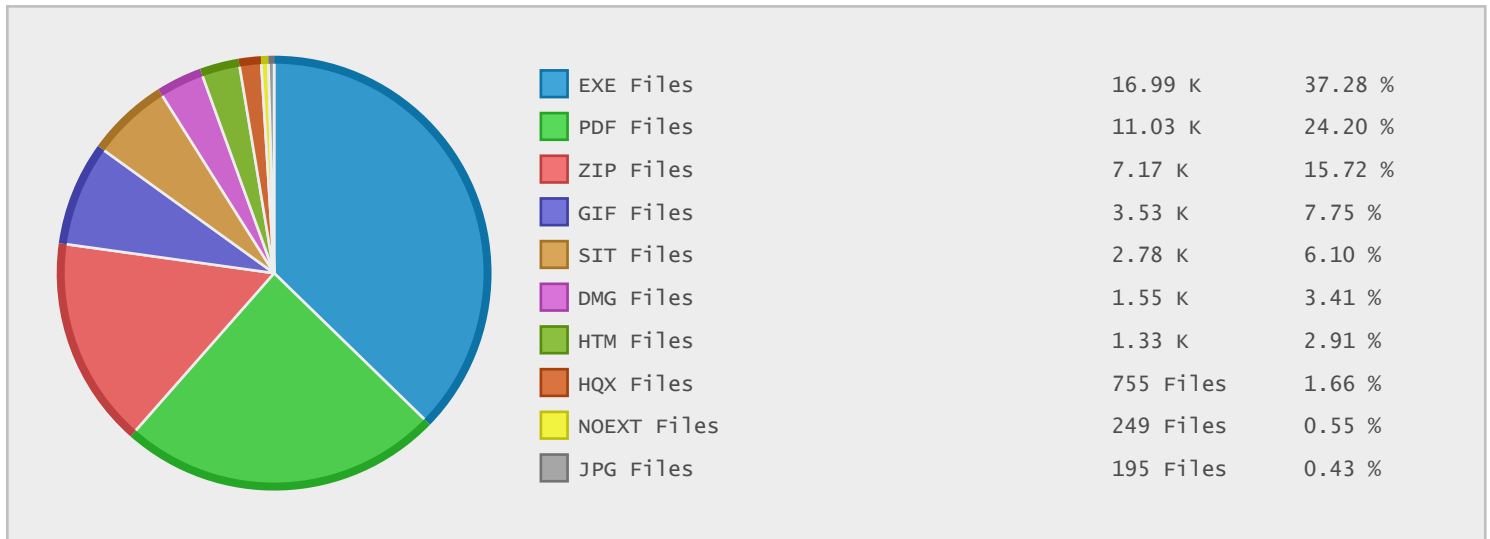 EXE Files 16.99 K 37.28 %
PDF Files 11.03 K 24.20 %
ZIP Files 7.17 K 15.72 %
GIF Files 3.53 K 7.75 %
SIT Files 2.78 K 6.10 %
DMG Files 1.55 K 3.41 %
HTM Files 1.33 K 2.91 %
HQX Files 755 Files 1.66 %
NOEXT Files 249 Files 0.55 %
JPG Files 195 Files 0.43 %